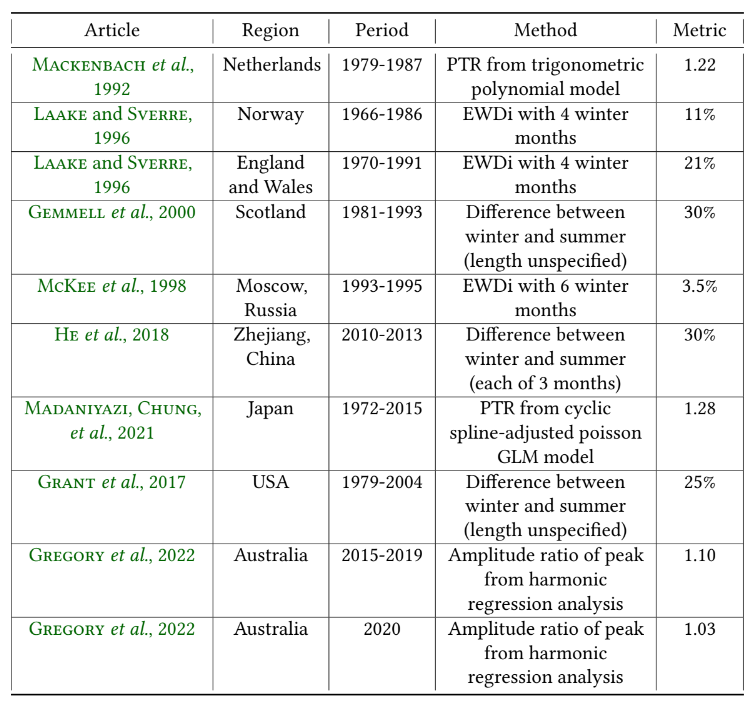 Article Region Period Method Metric
Mackenbach et al., 1992 Netherlands 1979-1987 PTR from trigonometric polynomial model 1.22
Laake and Sverre, 1996 Norway 1966-1986 EWDi with 4 winter months 11%
Laake and Sverre, 1996 England and Wales 1970-1991 EWDi with 4 winter months 21%
Gemmell et al., 2000 Scotland 1981-1993 Difference between winter and summer (length unspecified) 30%
McKee et al., 1998 Moscow, Russia 1993-1995 EWDi with 6 winter months 3.5%
He et al., 2018 Zhejiang, China 2010-2013 Difference between winter and summer (each of 3 months) 30%
Madaniyazi, Chung, et al., 2021 Japan 1972-2015 PTR from cyclic spline-adjusted poisson GLM model 1.28
Grant et al., 2017 USA 1979-2004 Difference between winter and summer (length unspecified) 25%
Gregory et al., 2022 Australia 2015-2019 Amplitude ratio of peak from harmonic regression analysis 1.10
Gregory et al., 2022 Australia 2020 Amplitude ratio of peak from harmonic regression analysis 1.03